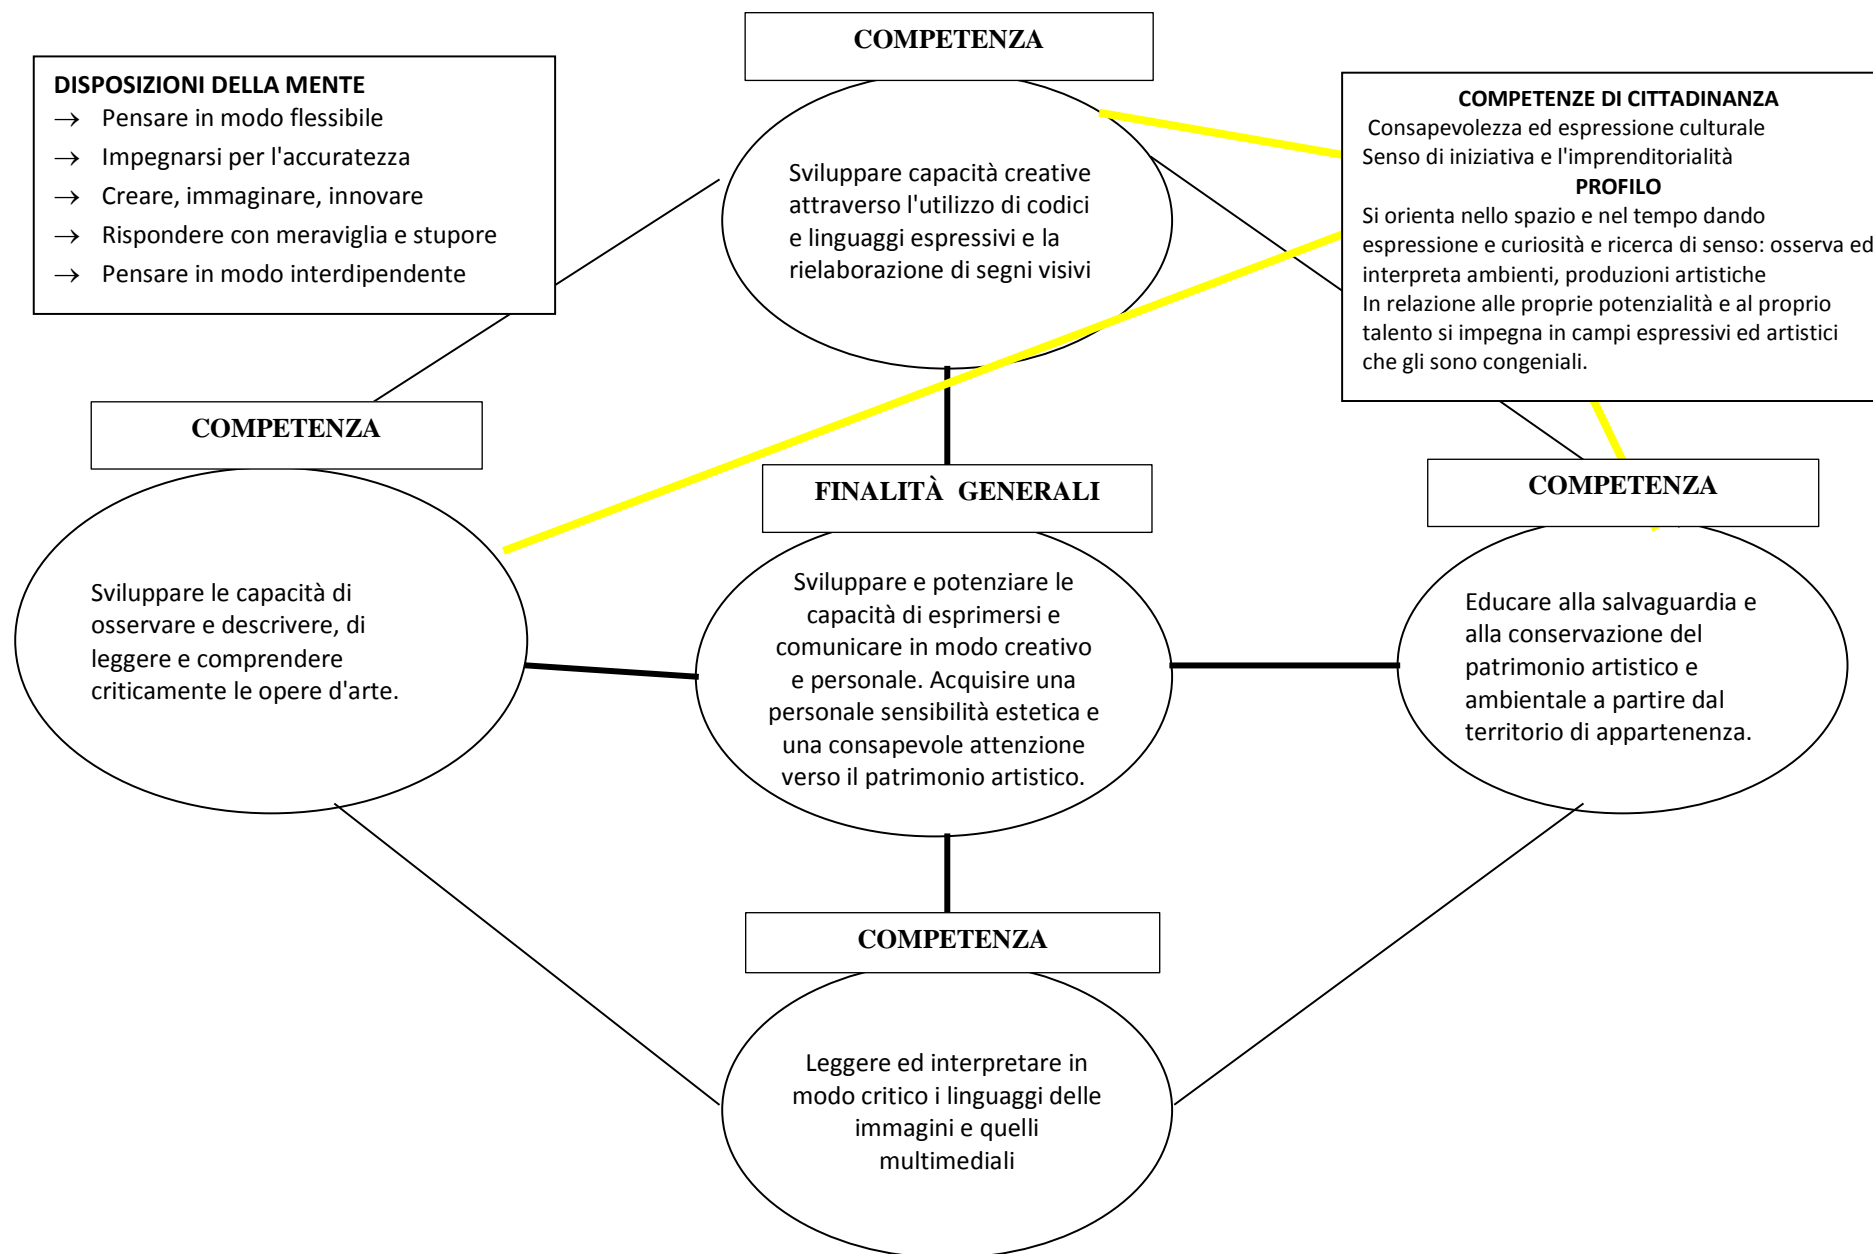 COMPETENZA
DISPOSIZIONI DELLA MENTE
→ Pensare in modo flessibile
→ Impegnarsi per l'accuratezza
→ Creare, immaginare, innovare
→ Rispondere con meraviglia e stupore
→ Pensare in modo interdipendente
Sviluppare capacità creative
attraverso l'utilizzo di codici
e linguaggi espressivi e la
rielaborazione di segni visivi
COMPETENZE DI CITTADINANZA
Consapevolezza ed espressione culturale
Senso di iniziativa e l'imprenditorialità
PROFILO
Si orienta nello spazio e nel tempo dando
espressione e curiosità e ricerca di senso: osserva ed
interpreta ambienti, produzioni artistiche
In relazione alle proprie potenzialità e al proprio
talento si impegna in campi espressivi ed artistici
che gli sono congeniali.
COMPETENZA
Sviluppare le capacità di
osservare e descrivere, di
leggere e comprendere
criticamente le opere d'arte.
FINALITÀ GENERALI
Sviluppare e potenziare le
capacità di esprimersi e
comunicare in modo creativo
e personale. Acquisire una
personale sensibilità estetica e
una consapevole attenzione
verso il patrimonio artistico.
COMPETENZA
Educare alla salvaguardia e
alla conservazione del
patrimonio artistico e
ambientale a partire dal
territorio di appartenenza.
COMPETENZA
Leggere ed interpretare in
modo critico i linguaggi delle
immagini e quelli
multimediali